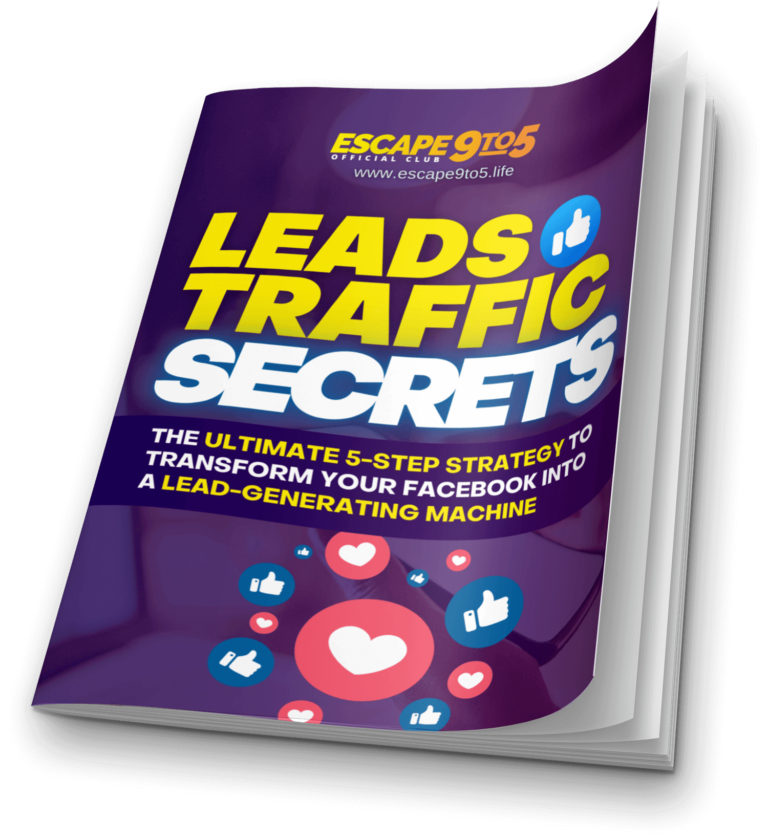 ESCAPE 9TO5
OFFICIAL CLUB
www.escape9to5.life
LEADS
TRAFFIC
SECRETS
THE ULTIMATE 5-STEP STRATEGY TO
TRANSFORM YOUR FACEBOOK INTO
A LEAD-GENERATING MACHINE